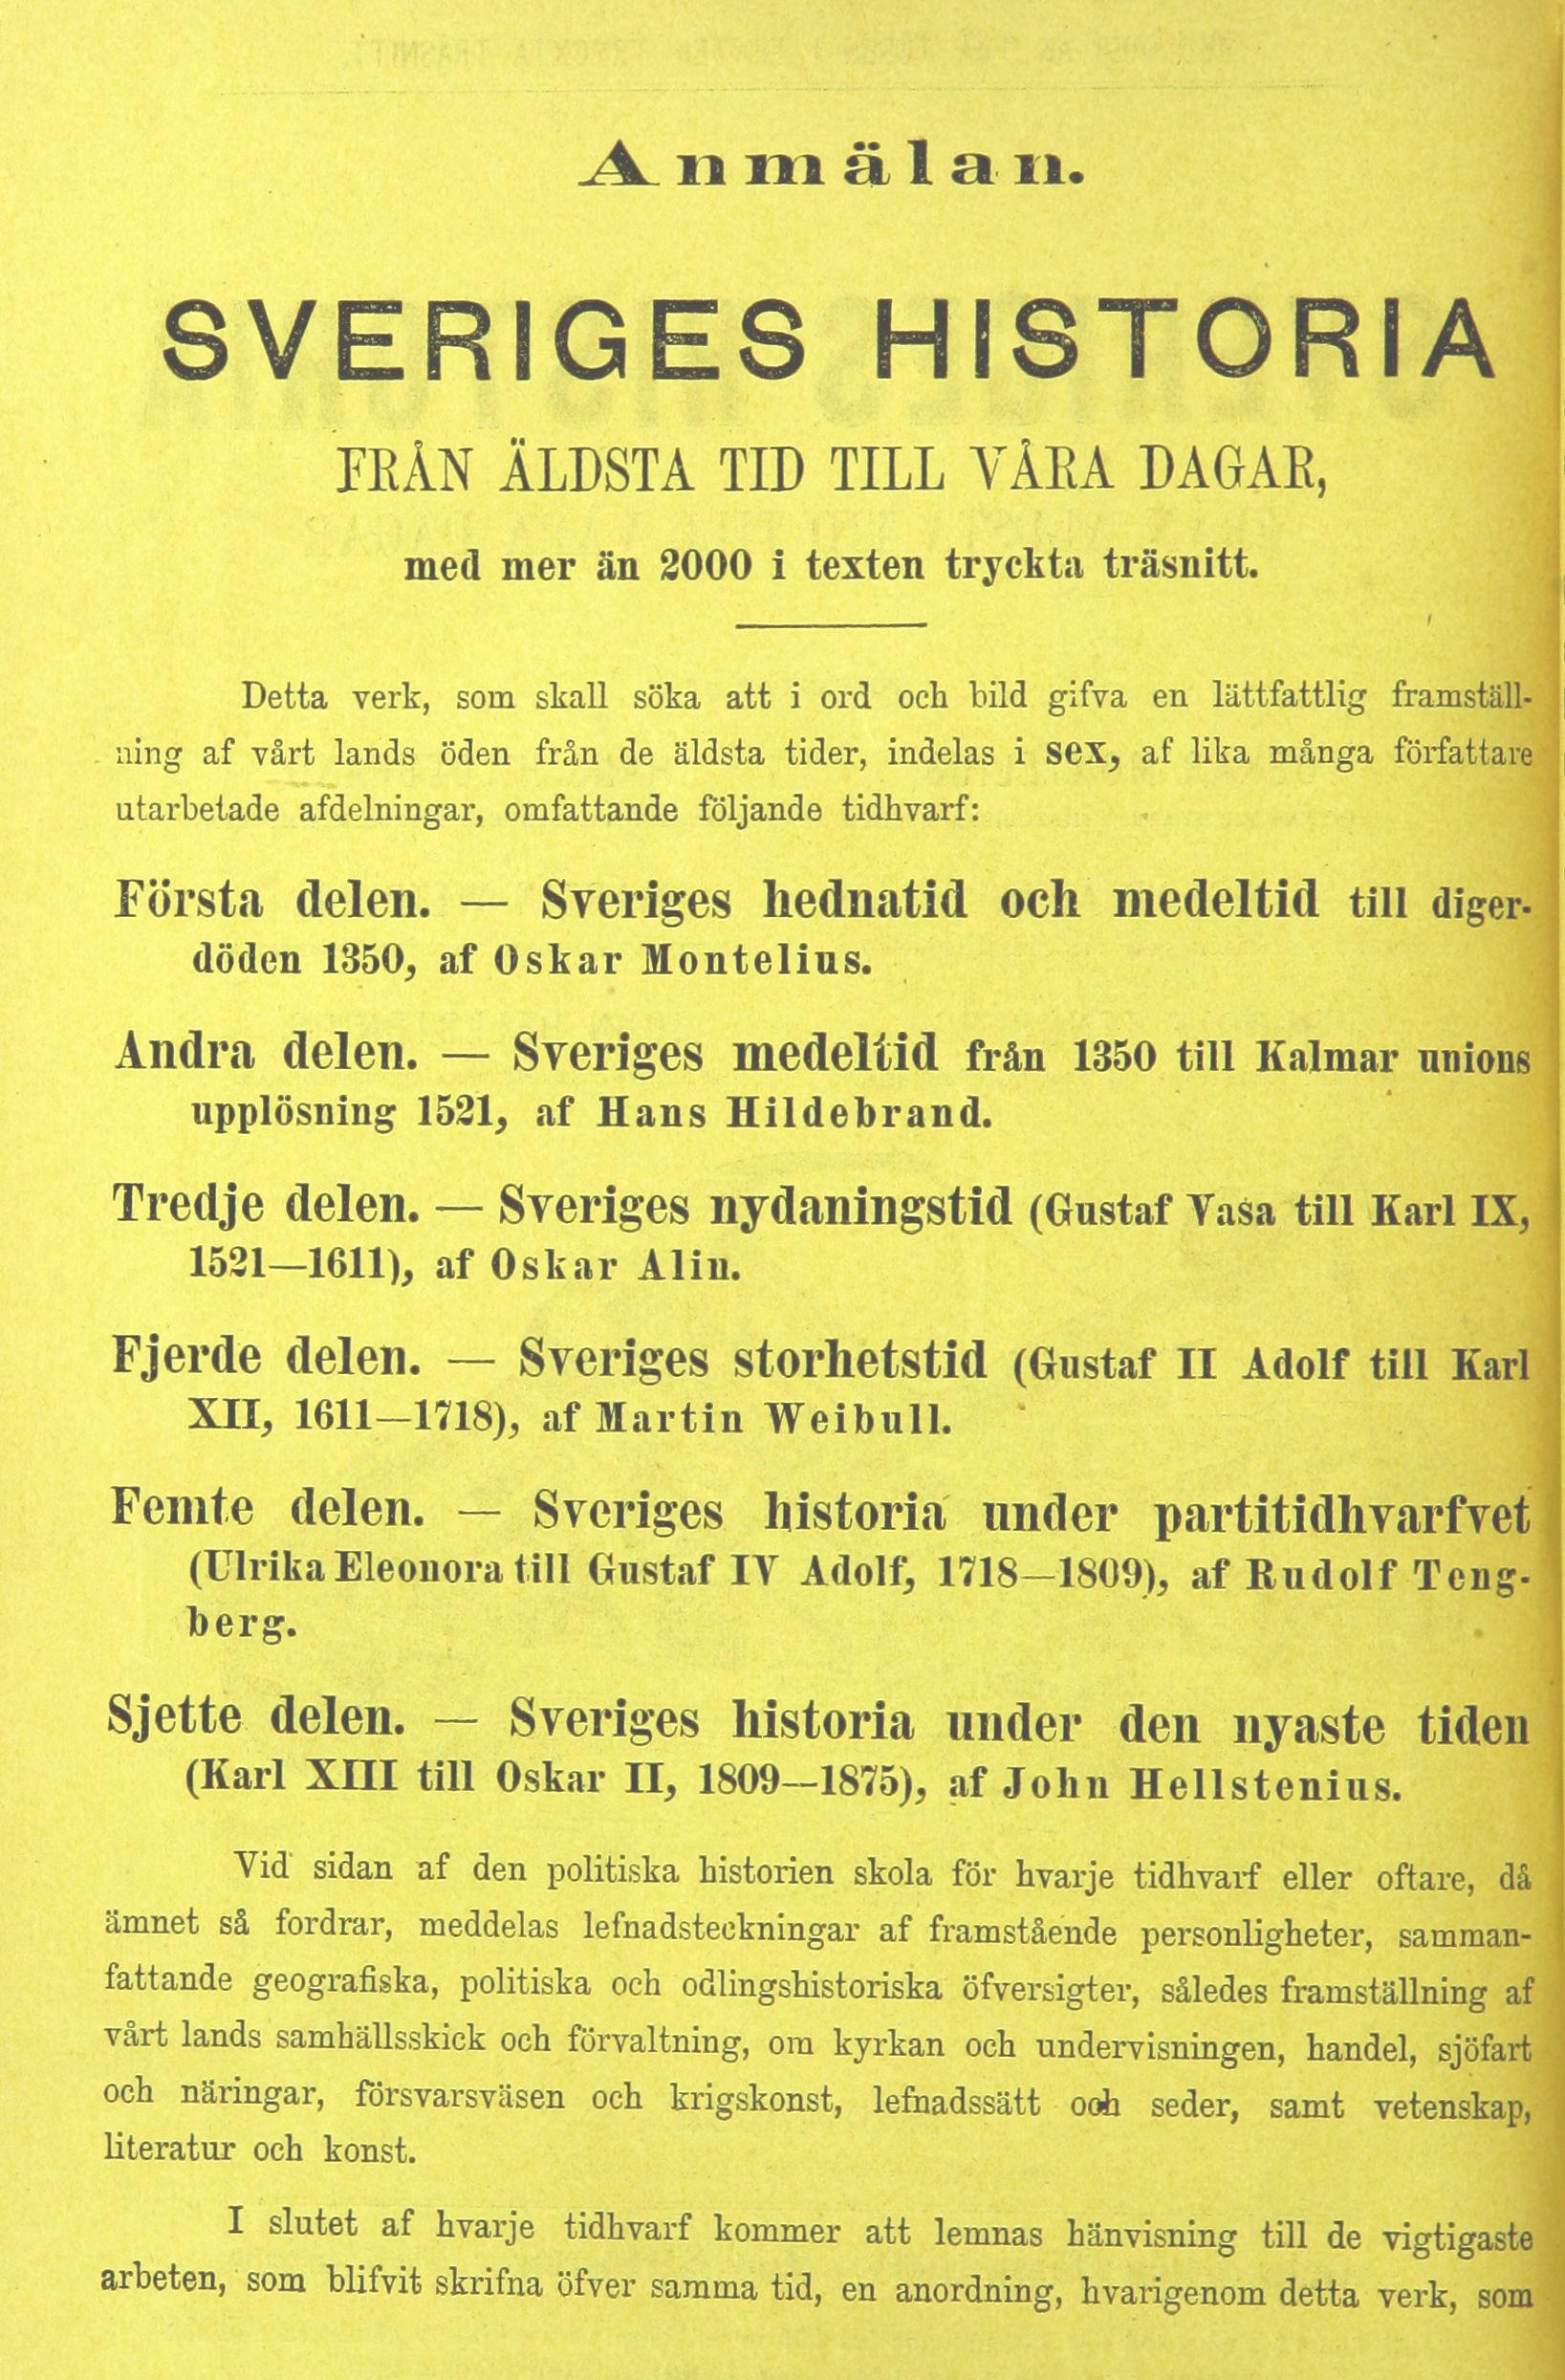 Anmälan.
SVERIGES HISTORIA
FRÅN ÄLDSTA TID TILL VÅRA DAGAR,
med mer än 2000 i texten tryckta träsnitt.
Detta verk, som skall söka att i ord och bild gifva en lättfattlig framställ-
ning af vårt lands öden från de äldsta tider, indelas i sex, af lika många författare
utarbetade afdelningar, omfattande följande tidhvarf:
Första delen. — Sveriges hednatid och medeltid till diger-
döden 1350, af Oskar Montelius.
Andra delen. — Sveriges medeltid från 1350 till Kalmar unions
upplösning 1521, af Hans Hildebrand.
Tredje delen. — Sveriges nydaningstid (Gustaf Vasa till Karl IX,
1521—1611), af Oskar Alin.
Fjerde delen. — Sveriges storhetstid (Gustaf II Adolf till Karl
XII, 1611—1718), af Martin Weibull.
Femte delen. — Sveriges historia under partitidhvarfvet
(Ulrika Eleonora till Gustaf IV Adolf, 1718—1809), af Rudolf Teng-
berg.
Sjette delen. — Sveriges historia under den nyaste tiden
(Karl XIII till Oskar II, 1809—1875), af John Hellstenius.
Vid sidan af den politiska historien skola för hvarje tidhvarf eller oftare, då
ämnet så fordrar, meddelas lefnadsteckningar af framstående personligheter, samman-
fattande geografiska, politiska och odlingshistoriska öfversigter, således framställning af
vårt lands samhällsskick och förvaltning, om kyrkan och undervisningen, handel, sjöfart
och näringar, försvarsväsen och krigskonst, lefnadssätt och seder, samt vetenskap,
literatur och konst.
I slutet af hvarje tidhvarf kommer att lemnas hänvisning till de vigtigaste
arbeten, som blifvit skrifna öfver samma tid, en anordning, hvarigenom detta verk, som